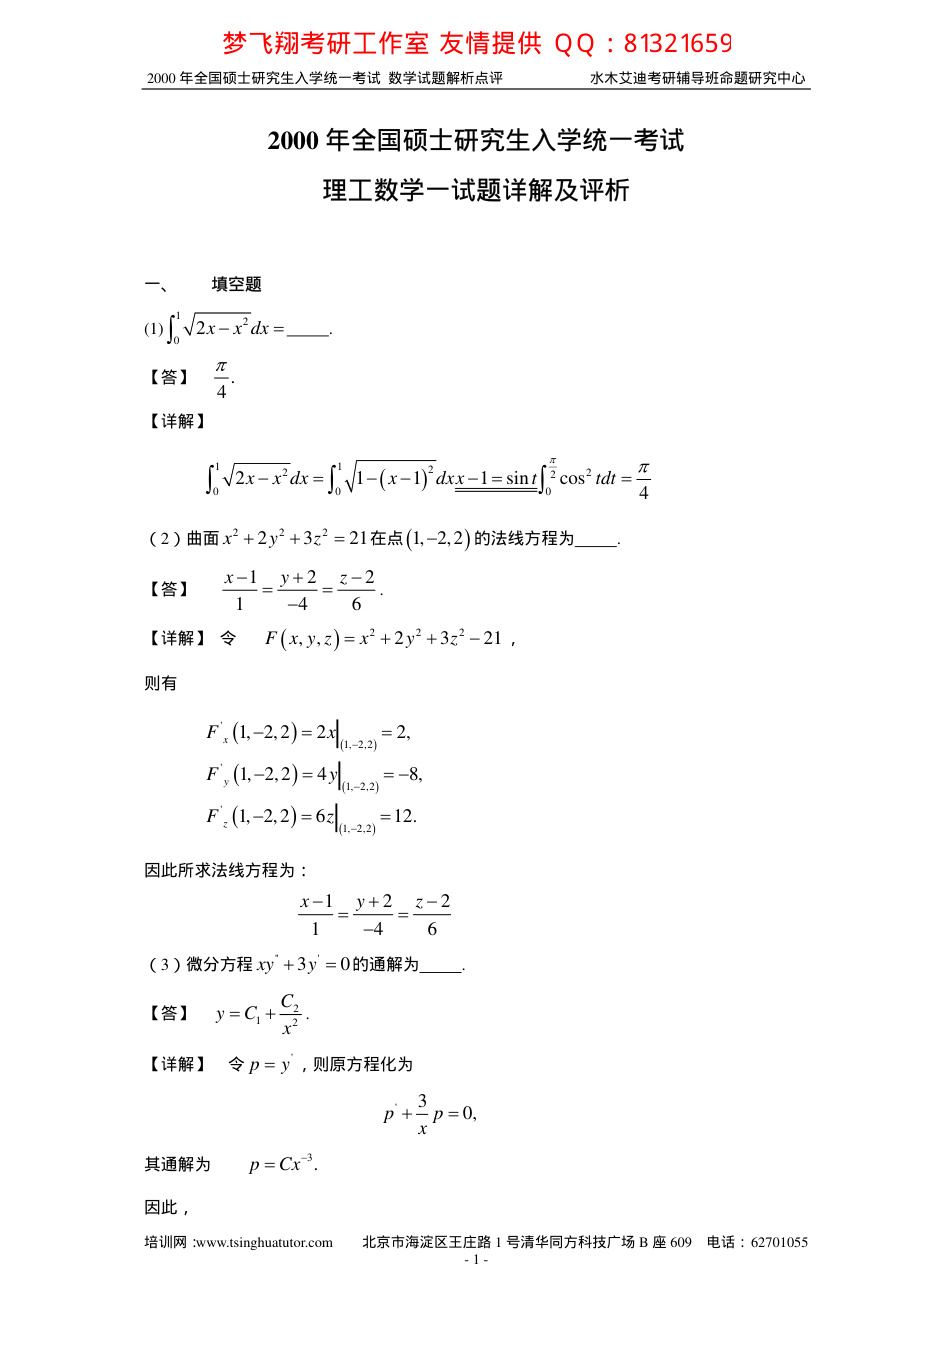 梦飞翔考研工作室 友情提供 QQ：81321659
2000 年全国硕士研究生入学统一考试 数学试题解析点评 水木艾迪考研辅导班命题研究中心
2000 年全国硕士研究生入学统一考试
理工数学一试题详解及评析
一、 填空题
(1) ∫₀¹ √(2x − x²) dx = _____.
【答】 π/4 .
【详解】
∫₀¹ √(2x − x²) dx = ∫₀¹ √(1 − (x − 1)²) dx x − 1 = sin t ∫₀^(π/2) cos² tdt = π/4
（2）曲面 x² + 2y² + 3z² = 21 在点 (1, −2, 2) 的法线方程为_____.
【答】 (x − 1)/1 = (y + 2)/(−4) = (z − 2)/6 .
【详解】 令 F(x, y, z) = x² + 2y² + 3z² − 21，
则有
F'ₓ(1, −2, 2) = 2x|₍₁,₋₂,₂₎ = 2,
F'_y(1, −2, 2) = 4y|₍₁,₋₂,₂₎ = −8,
F'_z(1, −2, 2) = 6z|₍₁,₋₂,₂₎ = 12.
因此所求法线方程为：
(x − 1)/1 = (y + 2)/(−4) = (z − 2)/6
（3）微分方程 xy'' + 3y' = 0 的通解为_____.
【答】 y = C₁ + C₂/x² .
【详解】 令 p = y'，则原方程化为
p' + (3/x) p = 0,
其通解为 p = Cx⁻³.
因此，
培训网：www.tsinghuatutor.com 北京市海淀区王庄路 1 号清华同方科技广场 B 座 609 电话：62701055
- 1 -